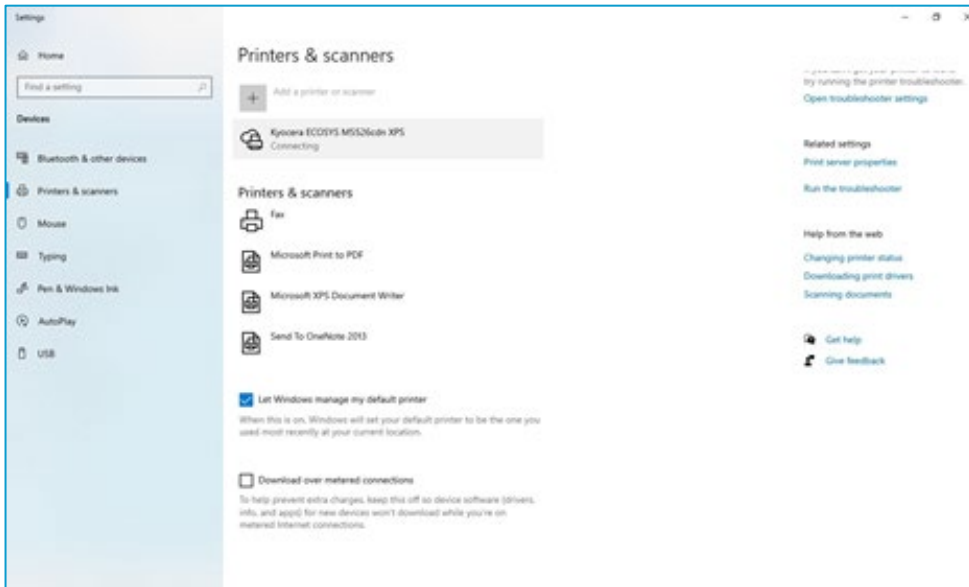 Settings
Home
Find a setting
Devices
Bluetooth & other devices
Printers & scanners
Mouse
Typing
Pen & Windows Ink
AutoPlay
USB
Printers & scanners
Add a printer or scanner
Kyocera ECOSYS M5526cdn XPS
Connecting
Printers & scanners
Fax
Microsoft Print to PDF
Microsoft XPS Document Writer
Send To OneNote 2013
Let Windows manage my default printer
When this is on, Windows will set your default printer to be the one you
used most recently at your current location.
Download over metered connections
To help prevent extra charges, keep this off so device software (drivers,
info, and apps) for new devices won't download while you're on
metered Internet connections.
try running the printer troubleshooter.
Open troubleshooter settings
Related settings
Print server properties
Run the troubleshooter
Help from the web
Changing printer status
Downloading print drivers
Scanning documents
Get help
Give feedback